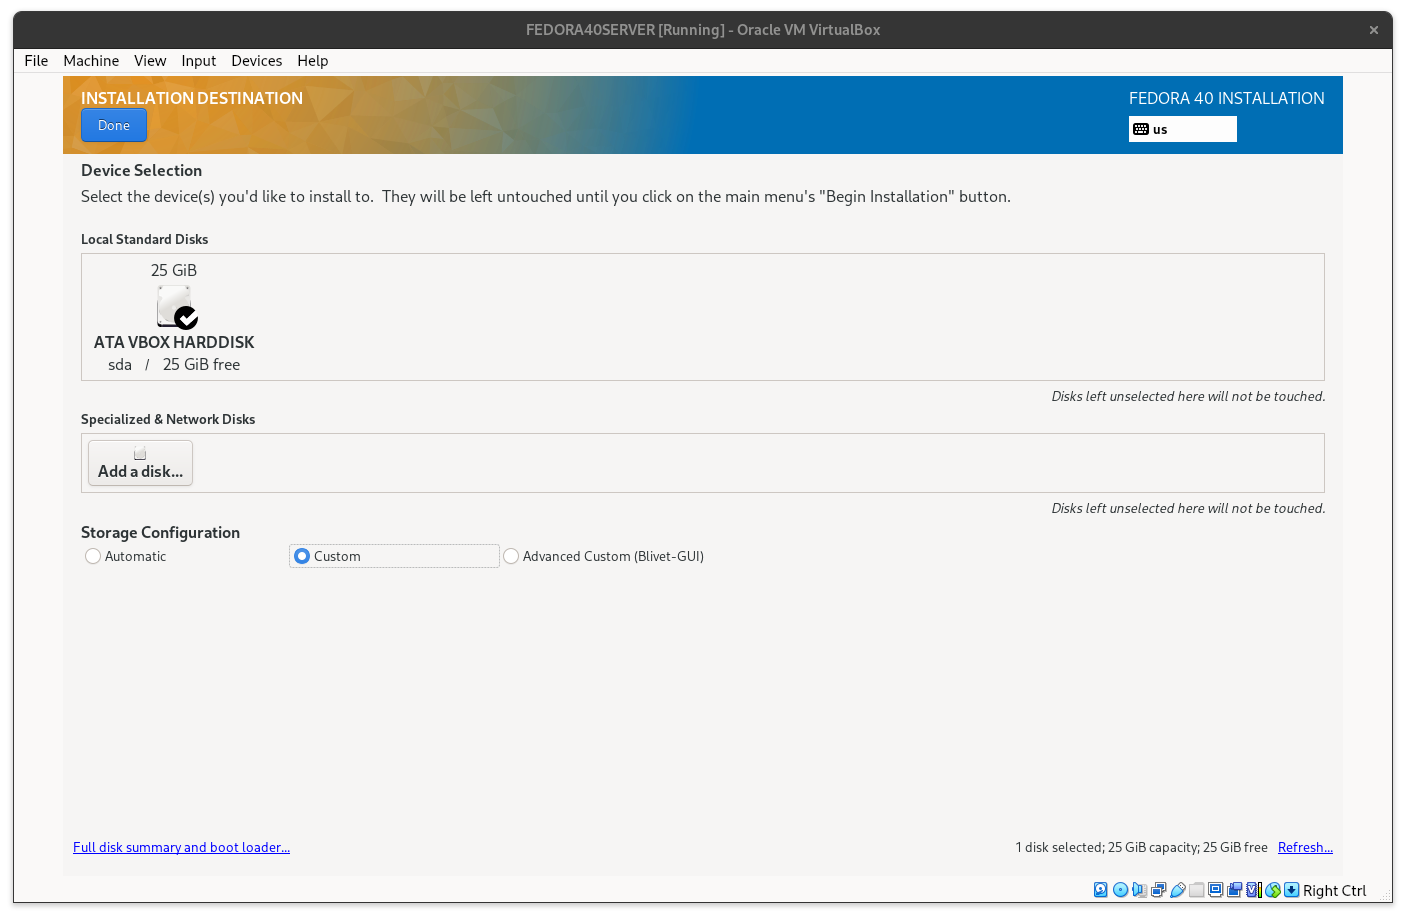 FEDORA40SERVER [Running] - Oracle VM VirtualBox
File Machine View Input Devices Help
INSTALLATION DESTINATION
FEDORA 40 INSTALLATION
Done
us
Device Selection
Select the device(s) you'd like to install to.  They will be left untouched until you click on the main menu's "Begin Installation" button.
Local Standard Disks
25 GiB
ATA VBOX HARDDISK
sda / 25 GiB free
Disks left unselected here will not be touched.
Specialized & Network Disks
Add a disk...
Disks left unselected here will not be touched.
Storage Configuration
Automatic Custom Advanced Custom (Blivet-GUI)
Full disk summary and boot loader...
1 disk selected; 25 GiB capacity; 25 GiB free Refresh...
Right Ctrl